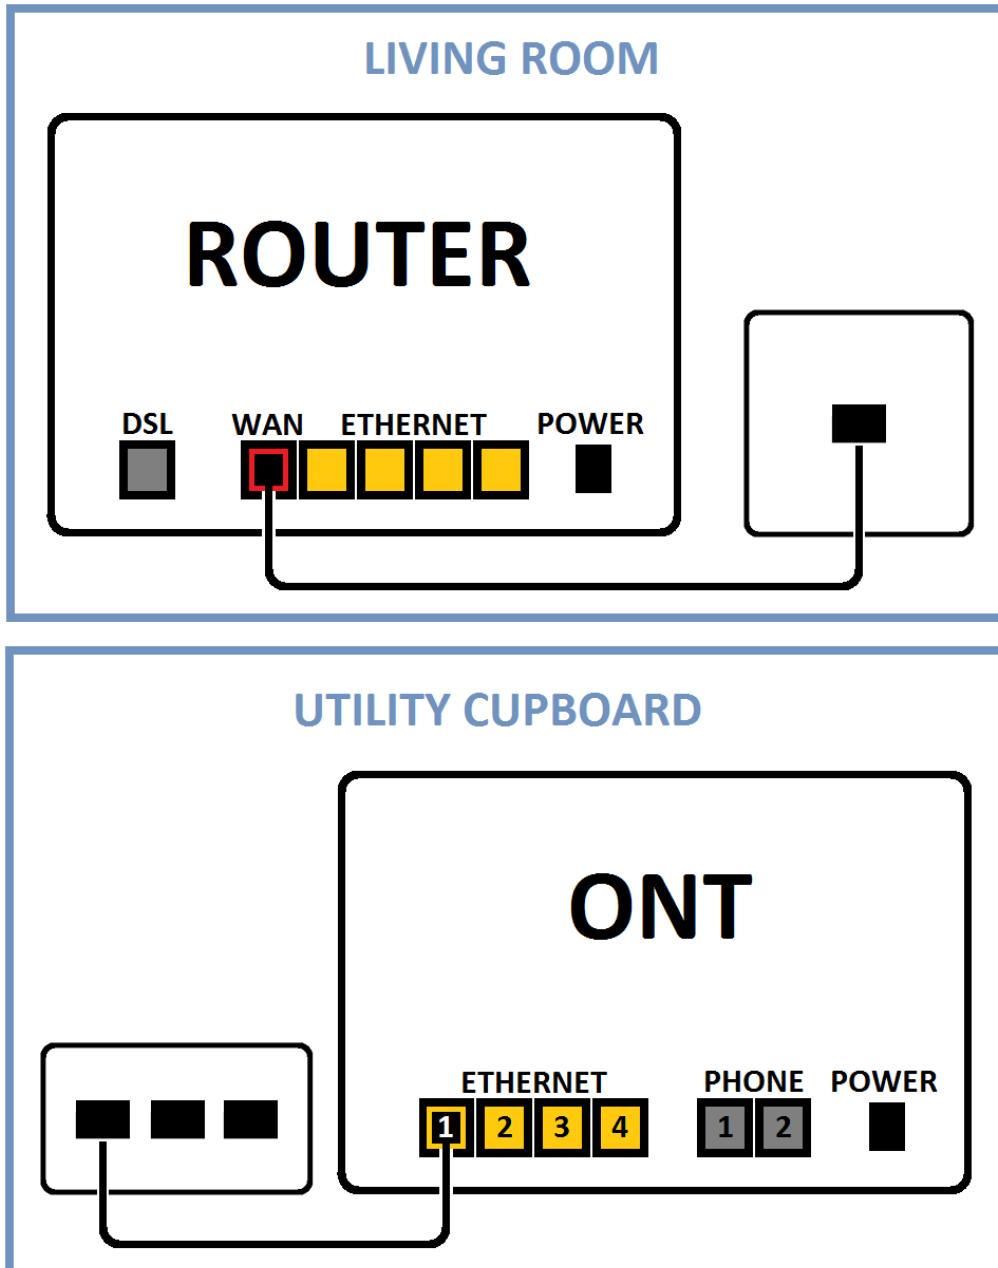 LIVING ROOM
ROUTER
DSL WAN ETHERNET POWER
UTILITY CUPBOARD
ONT
ETHERNET PHONE POWER
1 2 3 4 1 2